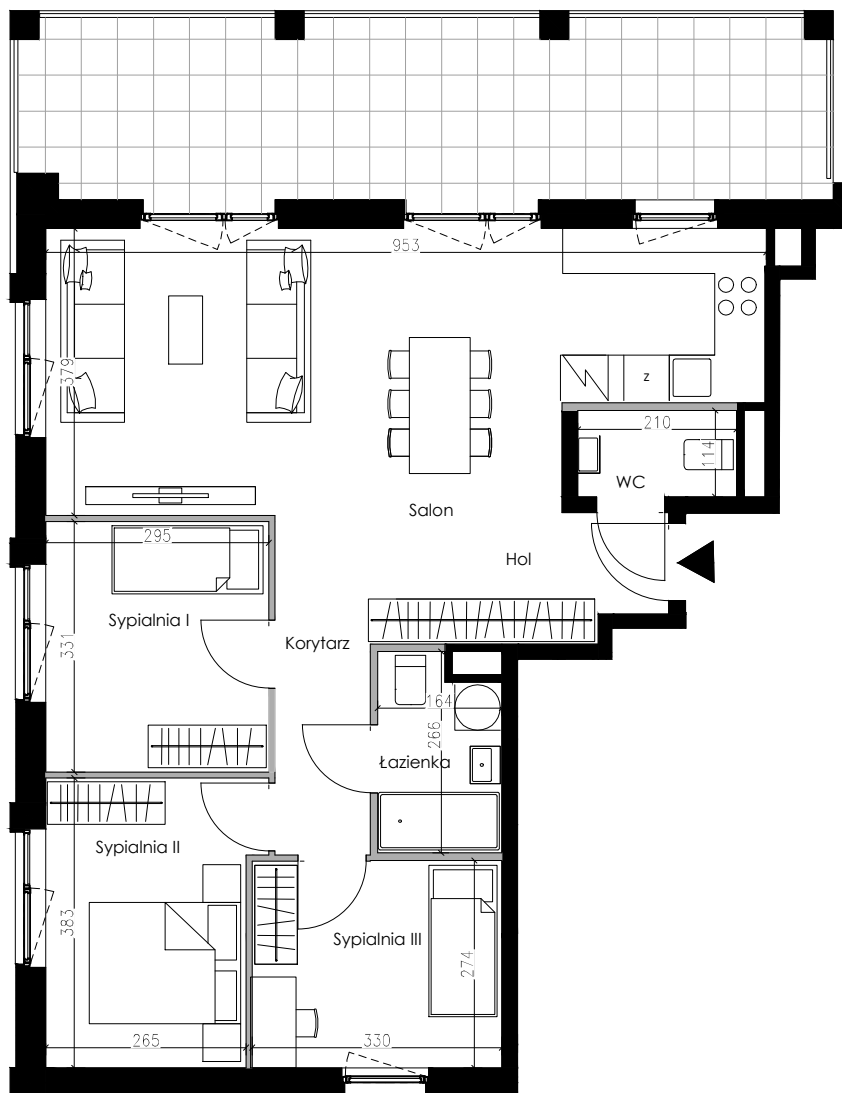 953
379
z
210
114
WC
Salon
Hol
295
Sypialnia I
331
Korytarz
164
266
Łazienka
Sypialnia II
383
Sypialnia III
274
265
330